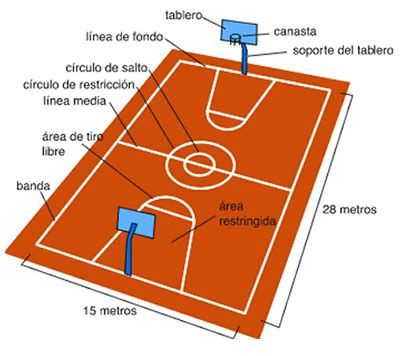 tablero
canasta
línea de fondo
soporte del tablero
círculo de salto
círculo de restricción
línea media
área de tiro
libre
banda
área
restringida
28 metros
15 metros